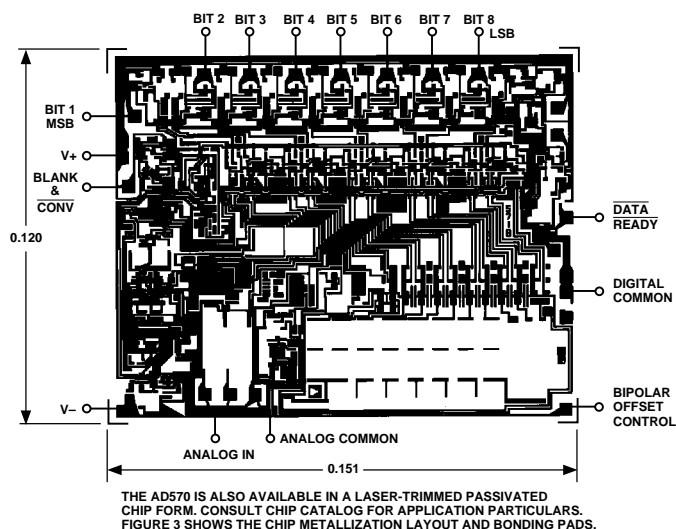 BIT 2 BIT 3 BIT 4 BIT 5 BIT 6 BIT 7 BIT 8
LSB
BIT 1
MSB
V+
BLANK
&
CONV
0.120
DATA
READY
DIGITAL
COMMON
V–
BIPOLAR
OFFSET
CONTROL
ANALOG COMMON
ANALOG IN
0.151
THE AD570 IS ALSO AVAILABLE IN A LASER-TRIMMED PASSIVATED
CHIP FORM. CONSULT CHIP CATALOG FOR APPLICATION PARTICULARS.
FIGURE 3 SHOWS THE CHIP METALLIZATION LAYOUT AND BONDING PADS.